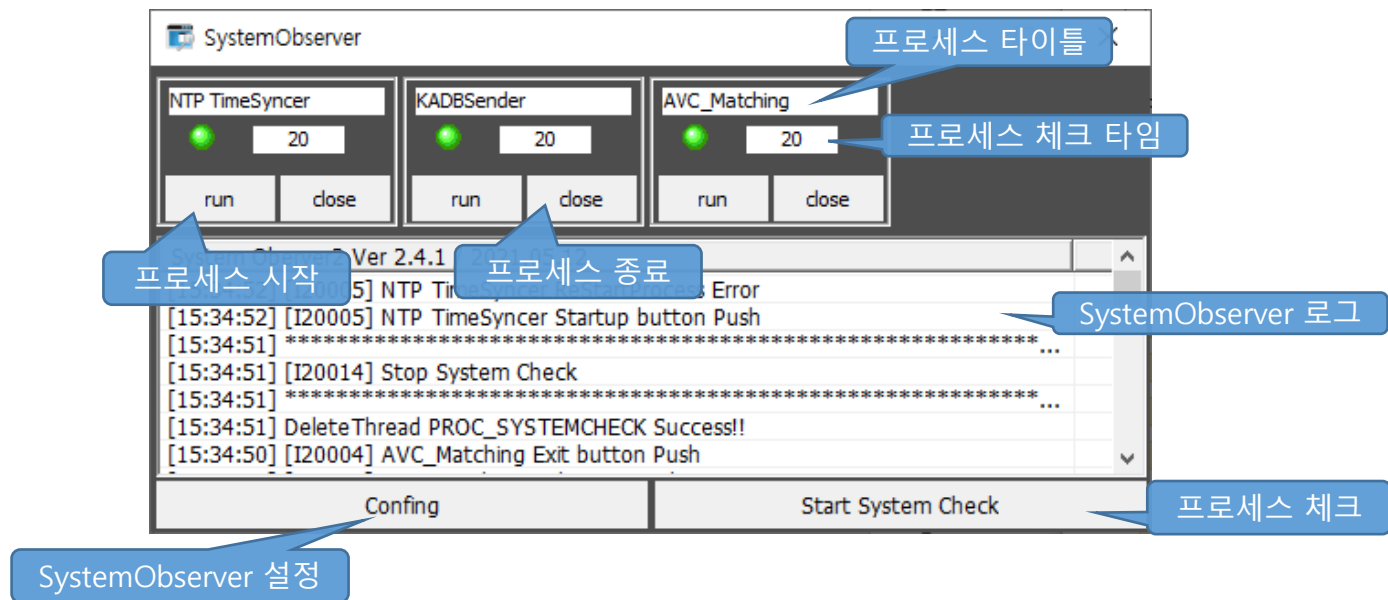 SystemObserver
프로세스 타이틀
NTP TimeSyncer
KADBSender
AVC_Matching
20
20
20
프로세스 체크 타임
run
close
run
close
run
close
Ver 2.4.1
프로세스 시작
프로세스 종료
5] NTP Error
[15:34:52] [I20005] NTP TimeSyncer Startup button Push
SystemObserver 로그
[15:34:51] ***********************************************************...
[15:34:51] [I20014] Stop System Check
[15:34:51] ***********************************************************...
[15:34:51] DeleteThread PROC_SYSTEMCHECK Success!!
[15:34:50] [I20004] AVC_Matching Exit button Push
Confing
Start System Check
프로세스 체크
SystemObserver 설정